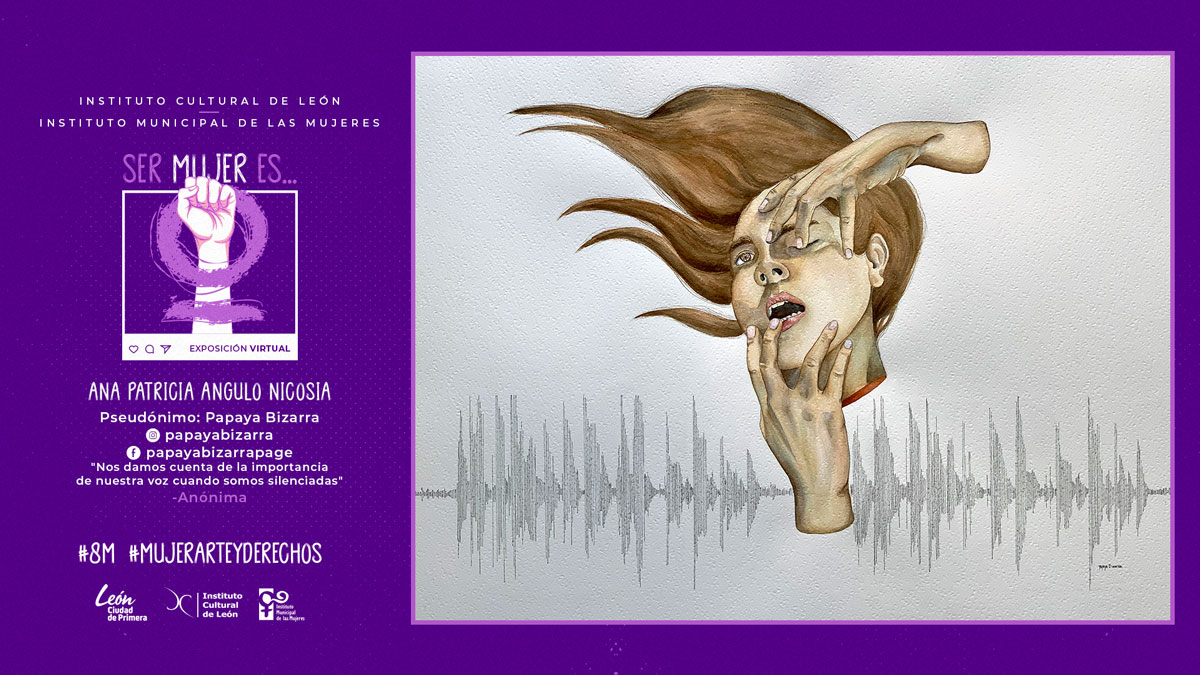 INSTITUTO CULTURAL DE LEÓN
INSTITUTO MUNICIPAL DE LAS MUJERES
SER MUJER ES...
EXPOSICIÓN VIRTUAL
ANA PATRICIA ANGULO NICOSIA
Pseudónimo: Papaya Bizarra
papayabizarra
papayabizarrapage
"Nos damos cuenta de la importancia
de nuestra voz cuando somos silenciadas"
-Anónima
#8M #MUJERARTEYDERECHOS
León
Ciudad
de Primera
Instituto
Cultural
de León
Instituto
Municipal
de las Mujeres